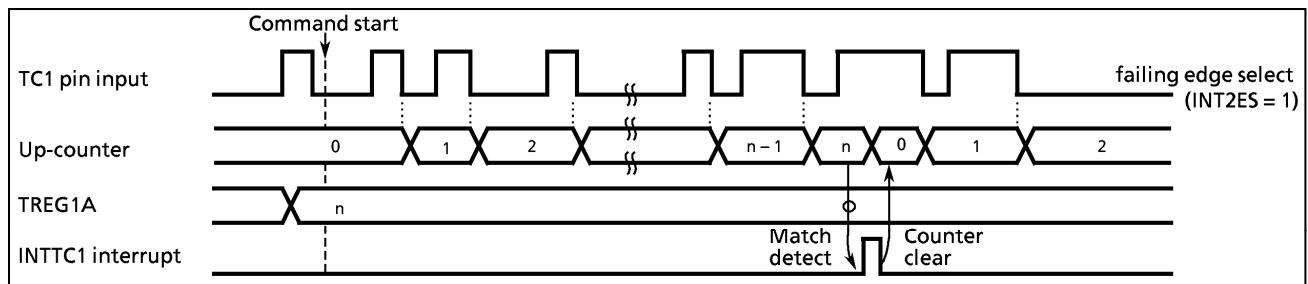 Command start
TC1 pin input
failing edge select
(INT2ES = 1)
Up-counter
0 1 2 n – 1 n 0 1 2
TREG1A
n
INTTC1 interrupt
Match
detect
Counter
clear